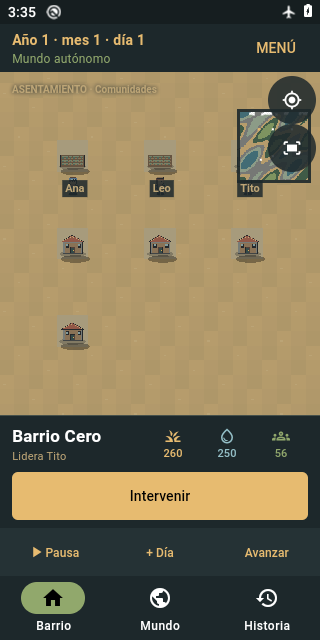 3:35
Año 1 · mes 1 · día 1
Mundo autónomo
MENÚ
ASENTAMIENTO · Comunidades
Ana
Leo
Tito
Barrio Cero
Lidera Tito
260
250
56
Intervenir
Pausa
+ Día
Avanzar
Barrio
Mundo
Historia